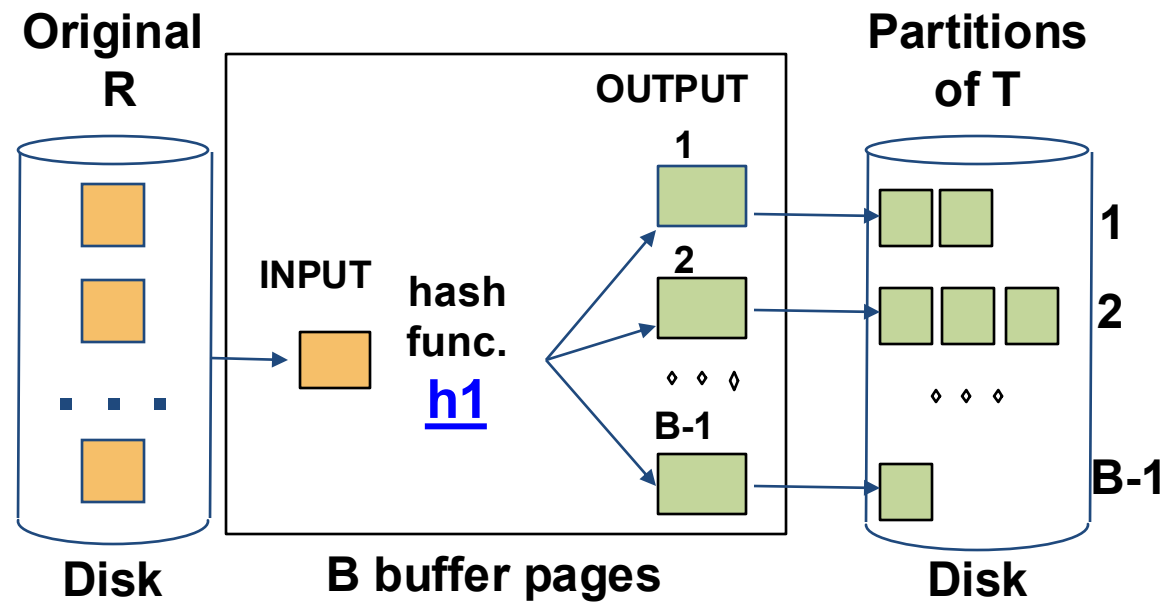 Original
R
Partitions
of T
OUTPUT
1
INPUT
hash
func.
h1
2
B-1
1
2
B-1
Disk
B buffer pages
Disk